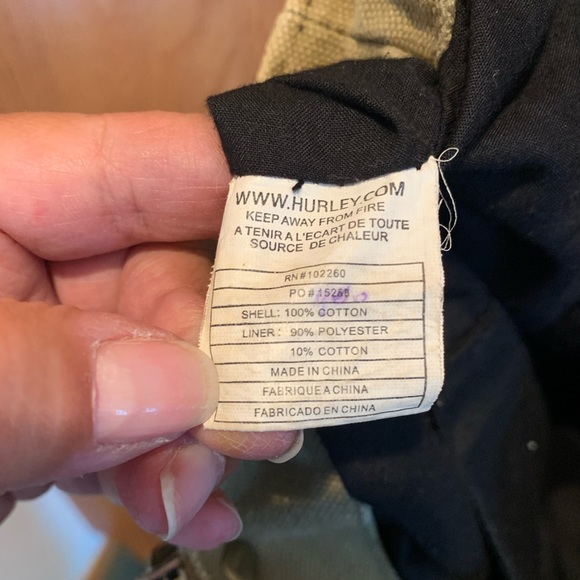 WWW.HURLEY.COM
KEEP AWAY FROM FIRE
A TENIR A L'ECART DE TOUTE
SOURCE DE CHALEUR
RN#102260
PO#
SHELL: 100% COTTON
LINER: 90% POLYESTER
10% COTTON
MADE IN CHINA
FABRIQUE A CHINA
FABRICADO EN CHINA